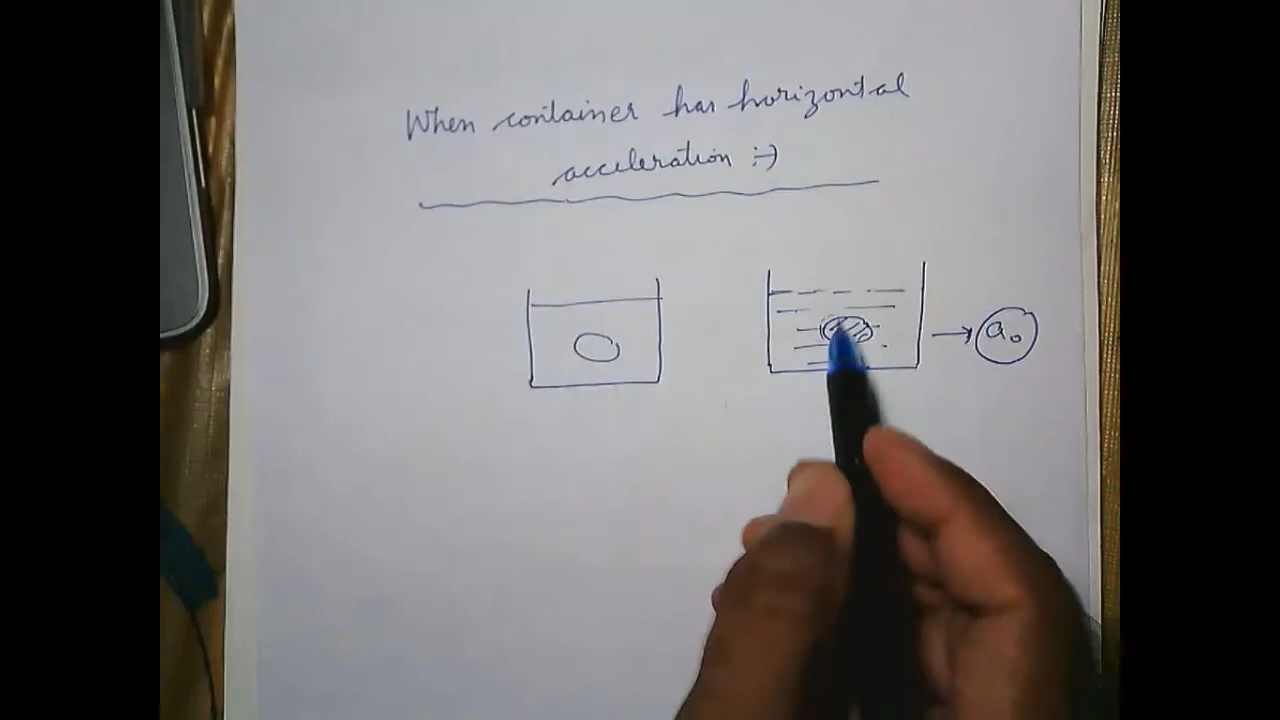 When container has horizontal
acceleration :-)
→ a₀